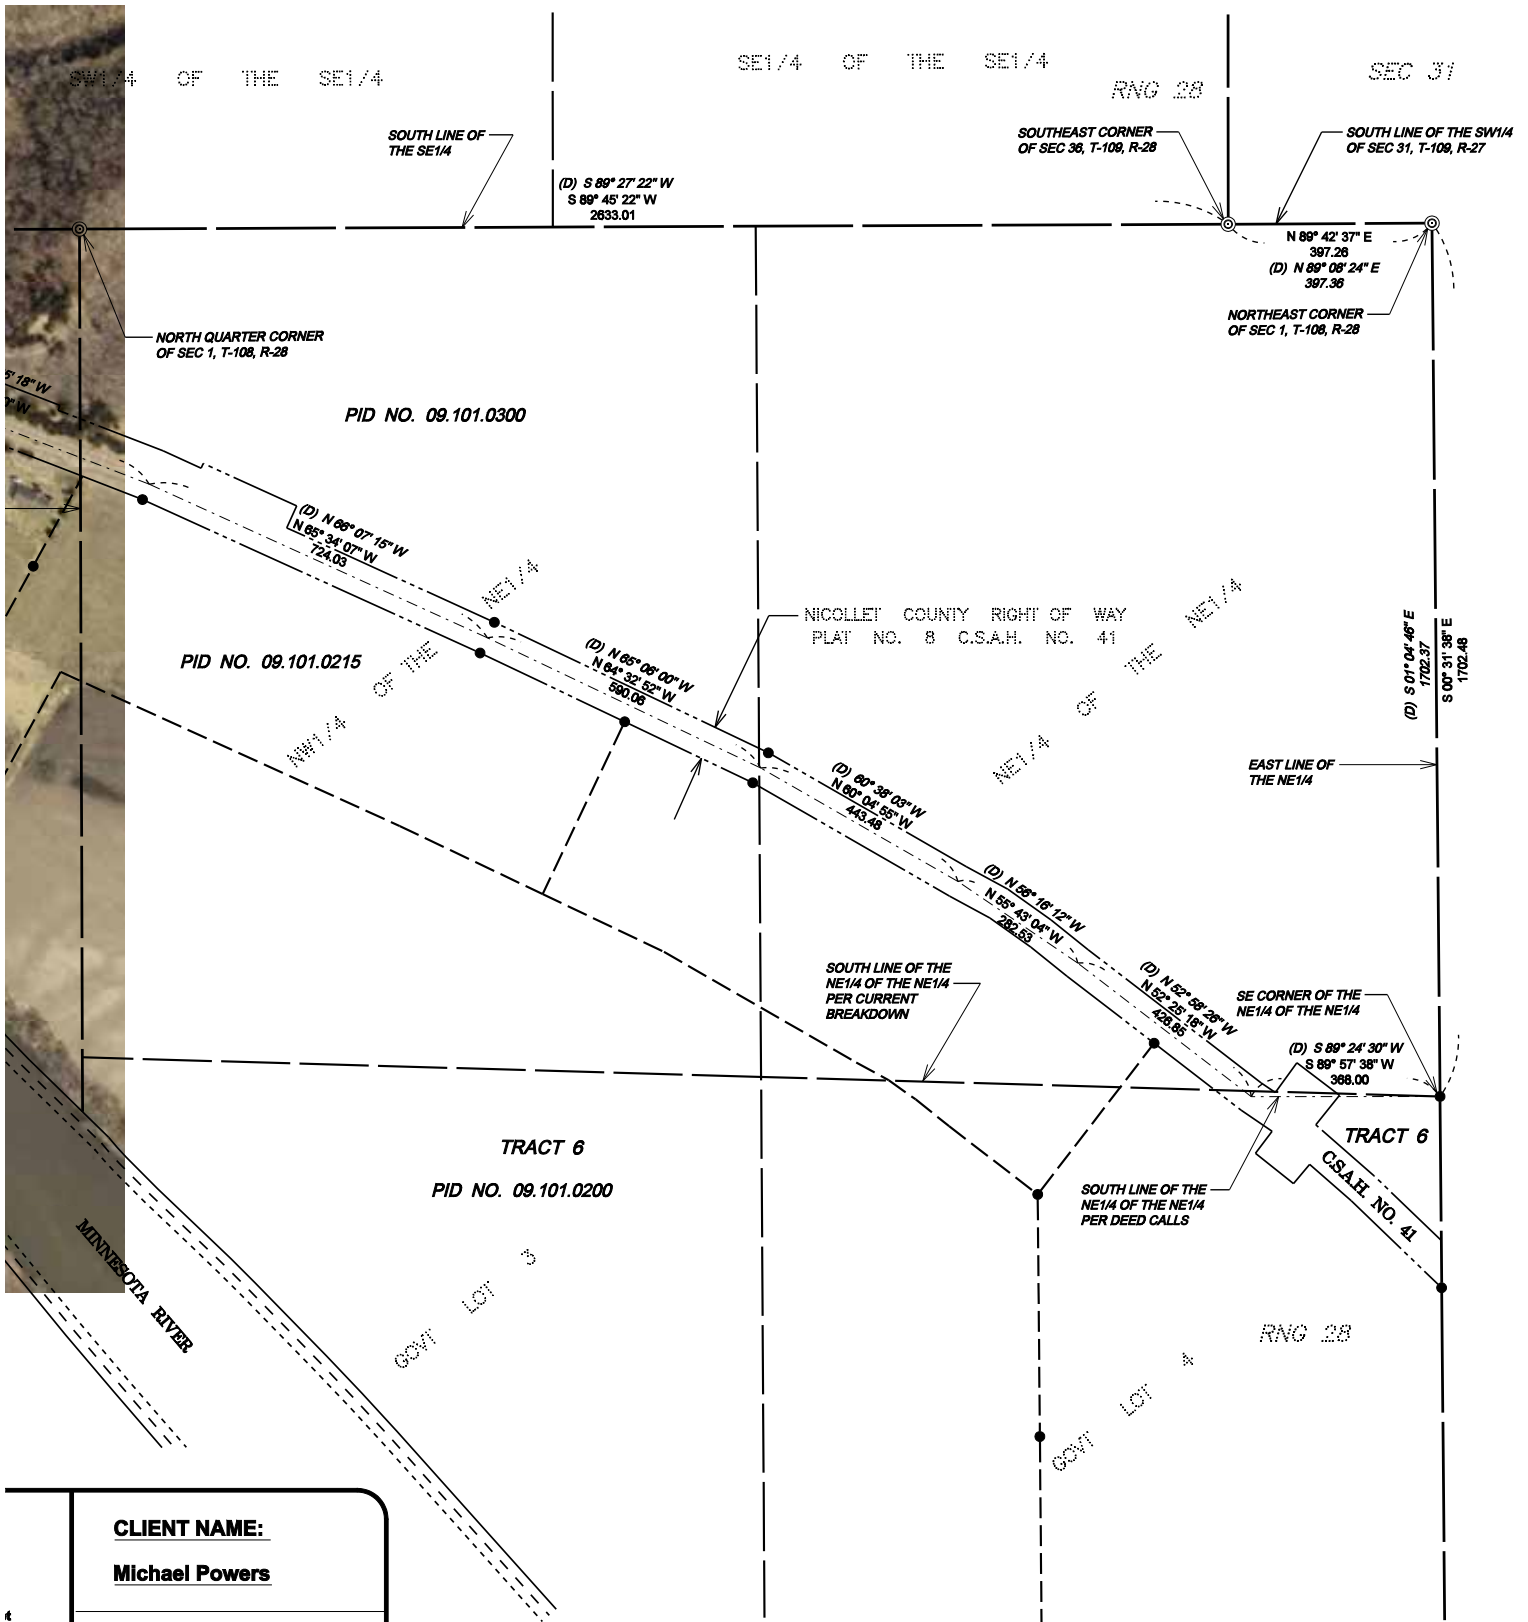 SW1/4 OF THE SE1/4
SE1/4 OF THE SE1/4
RNG 28
SEC 31
SOUTH LINE OF
THE SE1/4
SOUTHEAST CORNER
OF SEC 36, T-109, R-28
SOUTH LINE OF THE SW1/4
OF SEC 31, T-109, R-27
(D) S 89° 27' 22" W
S 89° 45' 22" W
2633.01
N 89° 42' 37" E
397.26
(D) N 89° 08' 24" E
397.36
NORTH QUARTER CORNER
OF SEC 1, T-108, R-28
NORTHEAST CORNER
OF SEC 1, T-108, R-28
5' 18" W
0" W
PID NO. 09.101.0300
(D) N 66° 07' 15" W
N 65° 34' 07" W
724.03
NW1/4 OF THE NE1/4
PID NO. 09.101.0215
(D) N 65° 06' 00" W
N 64° 32' 52" W
590.06
NICOLLET COUNTY RIGHT OF WAY
PLAT NO. 8 C.S.A.H. NO. 41
NE1/4 OF THE NE1/4
(D) S 01° 04' 46" E
1702.37
S 00° 31' 38" E
1702.48
EAST LINE OF
THE NE1/4
(D) 60° 38' 03" W
N 60° 04' 55" W
443.48
(D) N 56° 16' 12" W
N 55° 43' 04" W
282.53
SOUTH LINE OF THE
NE1/4 OF THE NE1/4
PER CURRENT
BREAKDOWN
(D) N 52° 58' 26" W
N 52° 25' 18" W
426.85
SE CORNER OF THE
NE1/4 OF THE NE1/4
(D) S 89° 24' 30" W
S 89° 57' 38" W
368.00
TRACT 6
PID NO. 09.101.0200
TRACT 6
C.S.A.H. NO. 41
SOUTH LINE OF THE
NE1/4 OF THE NE1/4
PER DEED CALLS
MINNESOTA RIVER
GOVT LOT 3
GOVT LOT 4
RNG 28
CLIENT NAME:
Michael Powers